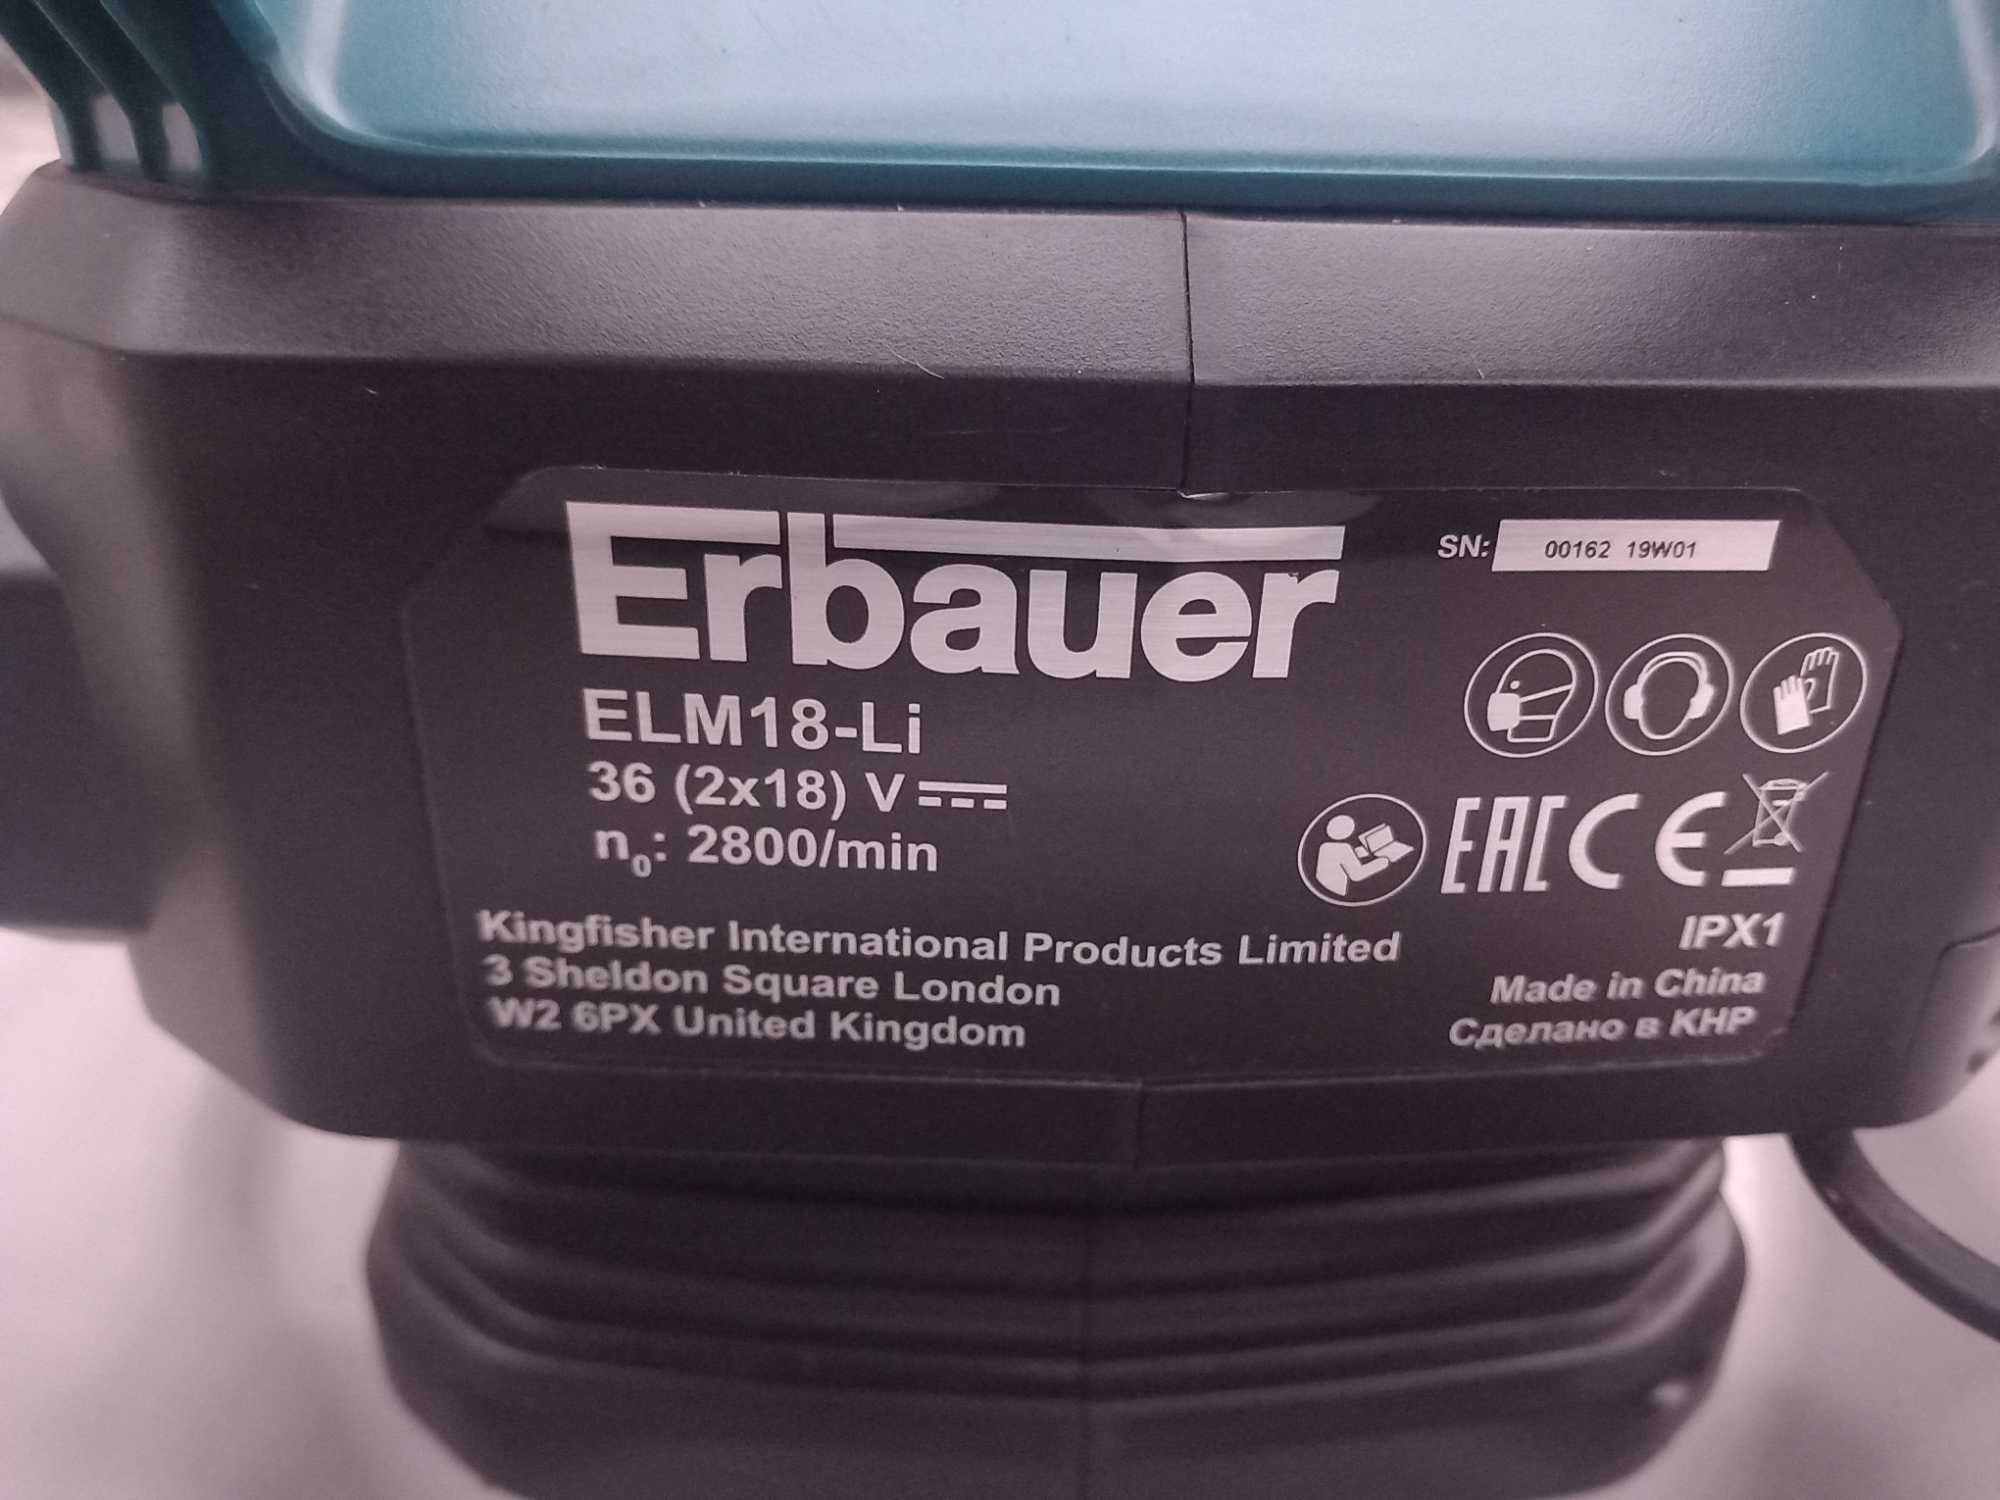 Erbauer
SN: 00162 19W01
ELM18-Li
36 (2x18) V
n₀: 2800/min
EAC CE
Kingfisher International Products Limited
3 Sheldon Square London
W2 6PX United Kingdom
IPX1
Made in China
Сделано в КНР